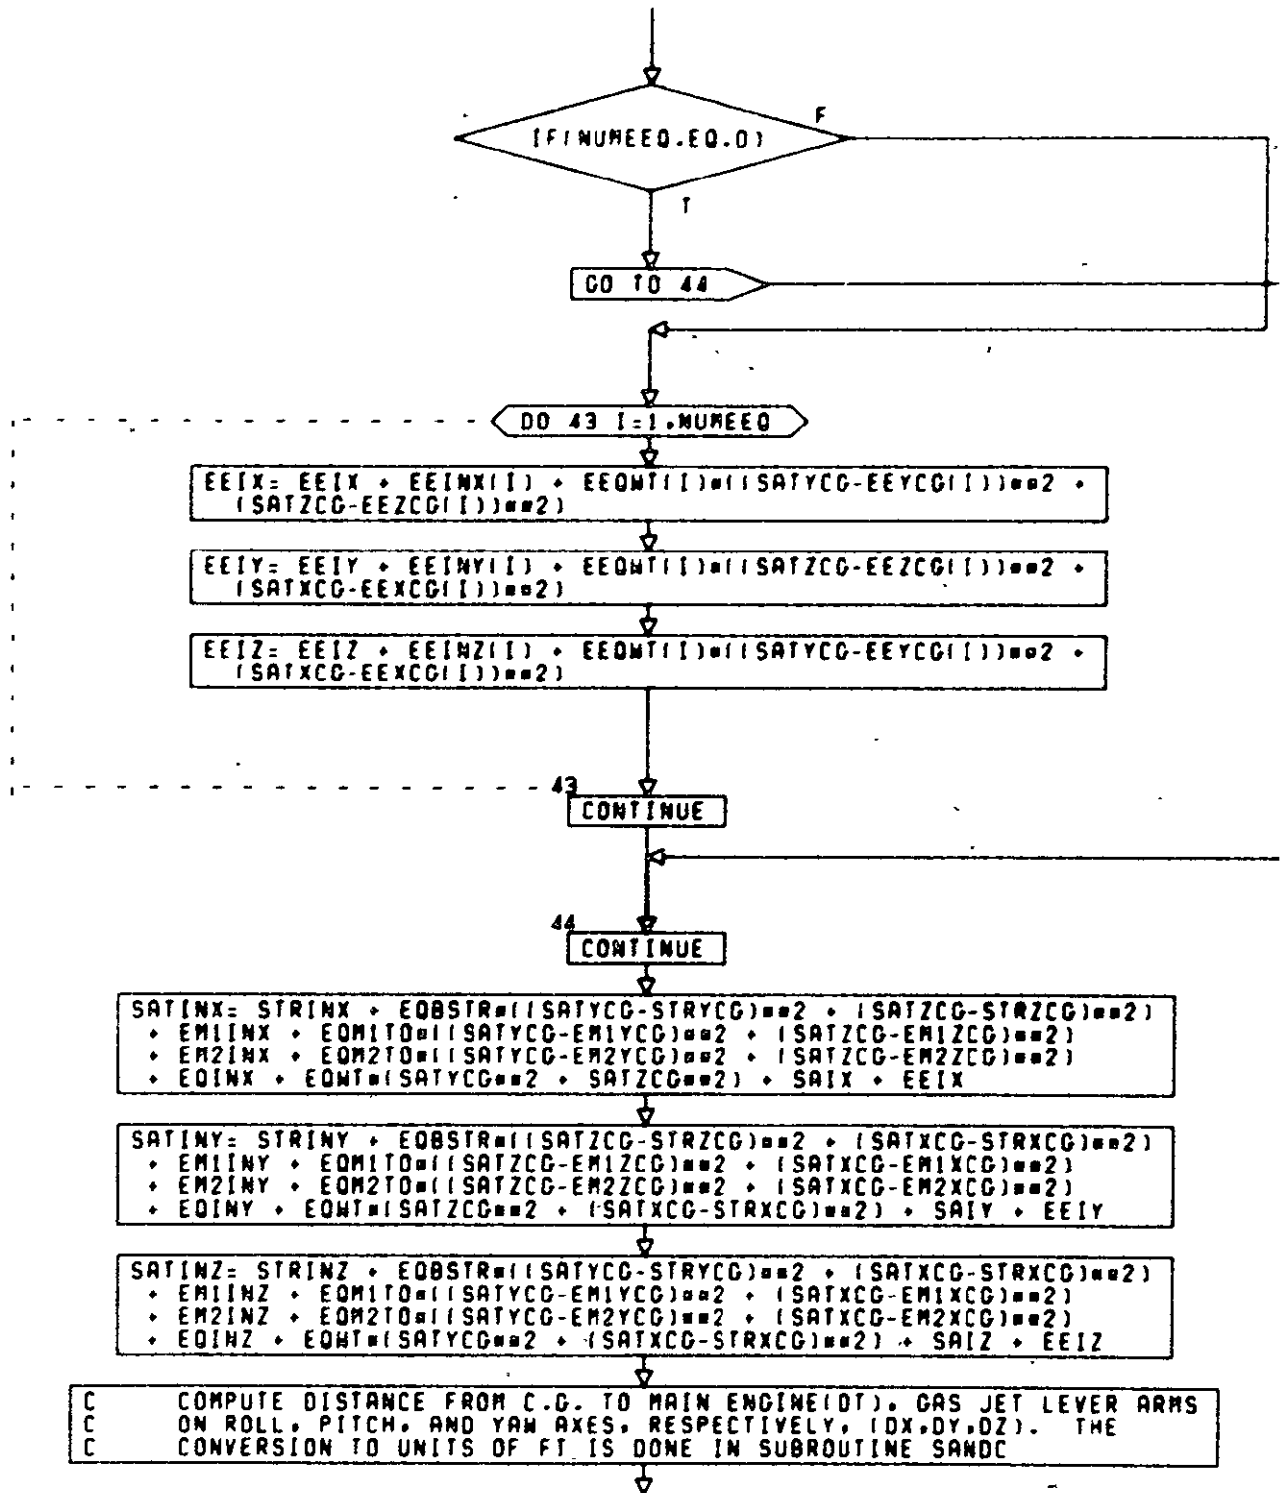 IF(NUMEEQ.EQ.0)
F
T
GO TO 44
DO 43 I=1,NUMEEQ
EEIX= EEIX + EEINX(I) + EEQWT(I)*((SATYCG-EEYCG(I))**2 +
(SATZCG-EEZCG(I))**2)
EEIY= EEIY + EEINY(I) + EEQWT(I)*((SATZCG-EEZCG(I))**2 +
(SATXCG-EEXCG(I))**2)
EEIZ= EEIZ + EEINZ(I) + EEQWT(I)*((SATYCG-EEYCG(I))**2 +
(SATXCG-EEXCG(I))**2)
43
CONTINUE
44
CONTINUE
SATINX= STRINX + EQBSTR*((SATYCG-STRYCG)**2 + (SATZCG-STRZCG)**2)
+ EM1INX + EQM1TO*((SATYCG-EM1YCG)**2 + (SATZCG-EM1ZCG)**2)
+ EM2INX + EQM2TO*((SATYCG-EM2YCG)**2 + (SATZCG-EM2ZCG)**2)
+ EQINX + EQWT*(SATYCG**2 + SATZCG**2) + SAIX + EEIX
SATINY= STRINY + EQBSTR*((SATZCG-STRZCG)**2 + (SATXCG-STRXCG)**2)
+ EM1INY + EQM1TO*((SATZCG-EM1ZCG)**2 + (SATXCG-EM1XCG)**2)
+ EM2INY + EQM2TO*((SATZCG-EM2ZCG)**2 + (SATXCG-EM2XCG)**2)
+ EQINY + EQWT*(SATZCG**2 + (SATXCG-STRXCG)**2) + SAIY + EEIY
SATINZ= STRINZ + EQBSTR*((SATYCG-STRYCG)**2 + (SATXCG-STRXCG)**2)
+ EM1INZ + EQM1TO*((SATYCG-EM1YCG)**2 + (SATXCG-EM1XCG)**2)
+ EM2INZ + EQM2TO*((SATYCG-EM2YCG)**2 + (SATXCG-EM2XCG)**2)
+ EQINZ + EQWT*(SATYCG**2 + (SATXCG-STRXCG)**2) + SAIZ + EEIZ
C COMPUTE DISTANCE FROM C.G. TO MAIN ENGINE(DT), GAS JET LEVER ARMS
C ON ROLL, PITCH, AND YAW AXES, RESPECTIVELY, (DX,DY,DZ). THE
C CONVERSION TO UNITS OF FT IS DONE IN SUBROUTINE SANDC